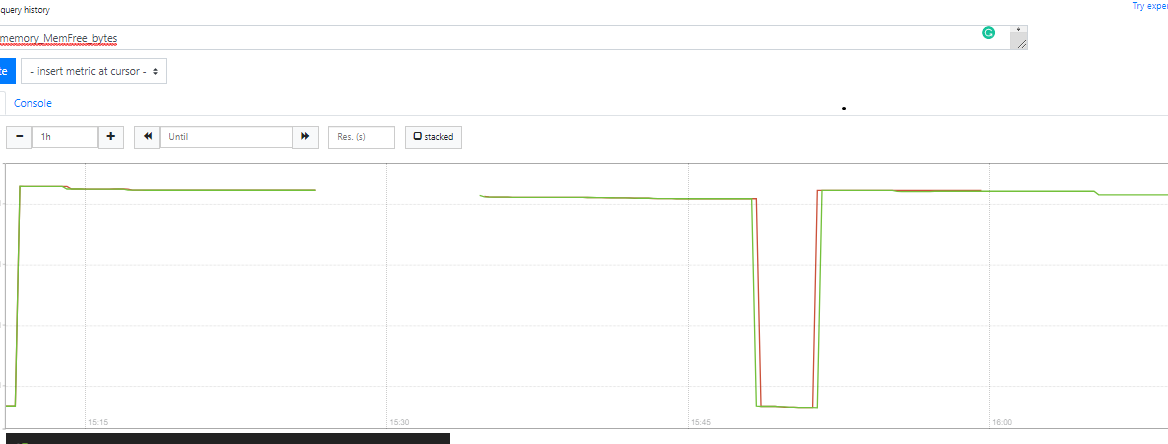 query history
Try expe
memory_MemFree_bytes
te
- insert metric at cursor -
Console
1h
Until
Res. (s)
stacked
15:15
15:30
15:45
16:00